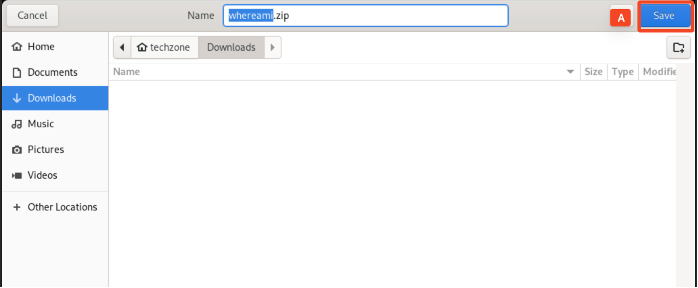 Cancel Name whereami.zip A Save
Home techzone Downloads
Documents Name Size Type Modifie
Downloads
Music
Pictures
Videos
+ Other Locations